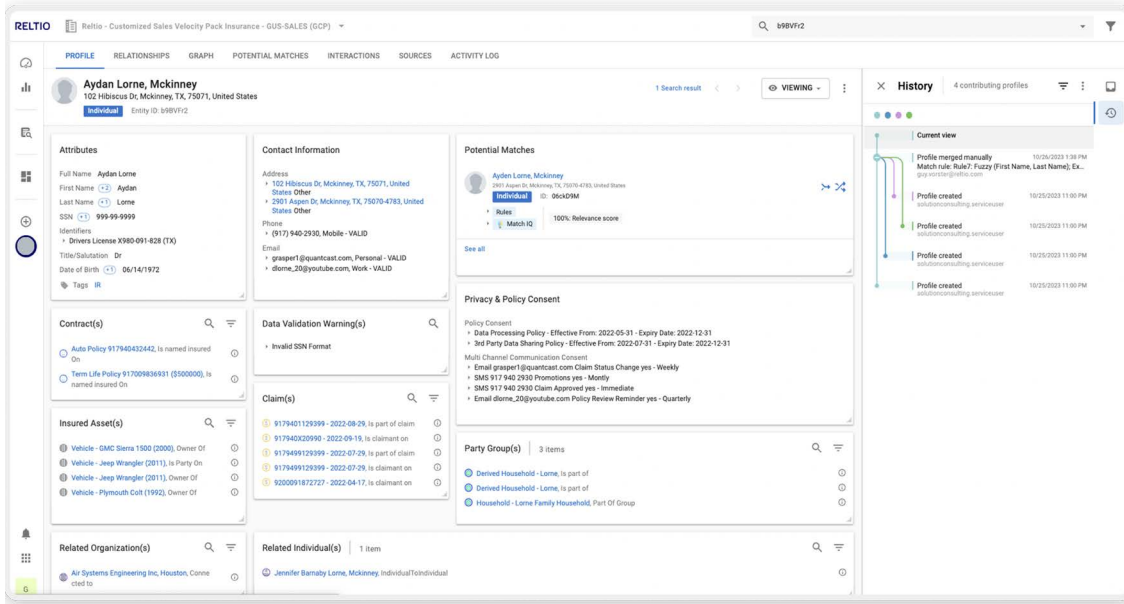 RELTIO
Reltio - Customized Sales Velocity Pack Insurance - GUS-SALES (GCP)
b9BVFr2
PROFILE RELATIONSHIPS GRAPH POTENTIAL MATCHES INTERACTIONS SOURCES ACTIVITY LOG
Aydan Lorne, Mckinney
102 Hibiscus Dr, Mckinney, TX, 75071, United States
Individual Entity ID: b9BVFr2
1 Search result
VIEWING
Attributes
Full Name Aydan Lorne
First Name +2 Aydan
Last Name +1 Lorne
SSN +1 999-99-9999
Identifiers
Drivers License X980-091-828 (TX)
Title/Salutation Dr
Date of Birth +1 06/14/1972
Tags IR
Contact Information
Address
102 Hibiscus Dr, Mckinney, TX, 75071, United
States Other
2901 Aspen Dr, Mckinney, TX, 75070-4783, United
States Other
Phone
(917) 940-2930, Mobile - VALID
Email
grasper1@quantcast.com, Personal - VALID
dlorne_20@youtube.com, Work - VALID
Potential Matches
Ayden Lorne, Mckinney
2901 Aspen Dr, Mckinney, TX, 75070-4783, United States
Individual ID: 06ckD9M
Rules
Match IQ
100%: Relevance score
See all
Privacy & Policy Consent
Policy Consent
Data Processing Policy - Effective From: 2022-05-31 - Expiry Date: 2022-12-31
3rd Party Data Sharing Policy - Effective From: 2022-07-31 - Expiry Date: 2022-12-31
Multi Channel Communication Consent
Email grasper1@quantcast.com Claim Status Change yes - Weekly
SMS 917 940 2930 Promotions yes - Montly
SMS 917 940 2930 Claim Approved yes - Immediate
Email dlorne_20@youtube.com Policy Review Reminder yes - Quarterly
Contract(s)
Auto Policy 917940432442, Is named insured
On
Term Life Policy 917009836931 ($500000), Is
named insured On
Data Validation Warning(s)
Invalid SSN Format
Claim(s)
9179401129399 - 2022-08-29, Is part of claim
917940X20990 - 2022-09-19, Is claimant on
9179499129399 - 2022-07-29, Is part of claim
9179499129399 - 2022-07-29, Is claimant on
9200091872727 - 2022-04-17, Is claimant on
Insured Asset(s)
Vehicle - GMC Sierra 1500 (2000), Owner Of
Vehicle - Jeep Wrangler (2011), Is Party On
Vehicle - Jeep Wrangler (2011), Owner Of
Vehicle - Plymouth Colt (1992), Owner Of
Party Group(s) 3 items
Derived Household - Lorne, Is part of
Derived Household - Lorne, Is part of
Household - Lorne Family Household, Part Of Group
Related Organization(s)
Air Systems Engineering Inc, Houston, Conne
cted to
Related Individual(s) 1 item
Jennifer Barnaby Lorne, Mckinney, IndividualToIndividual
History 4 contributing profiles
Current view
Profile merged manually 10/26/2023 1:38 PM
Match rule: Rule7: Fuzzy (First Name, Last Name); Ex...
guy.vorster@reltio.com
Profile created 10/25/2023 11:00 PM
solutionconsulting.serviceuser
Profile created 10/25/2023 11:00 PM
solutionconsulting.serviceuser
Profile created 10/25/2023 11:00 PM
solutionconsulting.serviceuser
Profile created 10/25/2023 11:00 PM
solutionconsulting.serviceuser
G